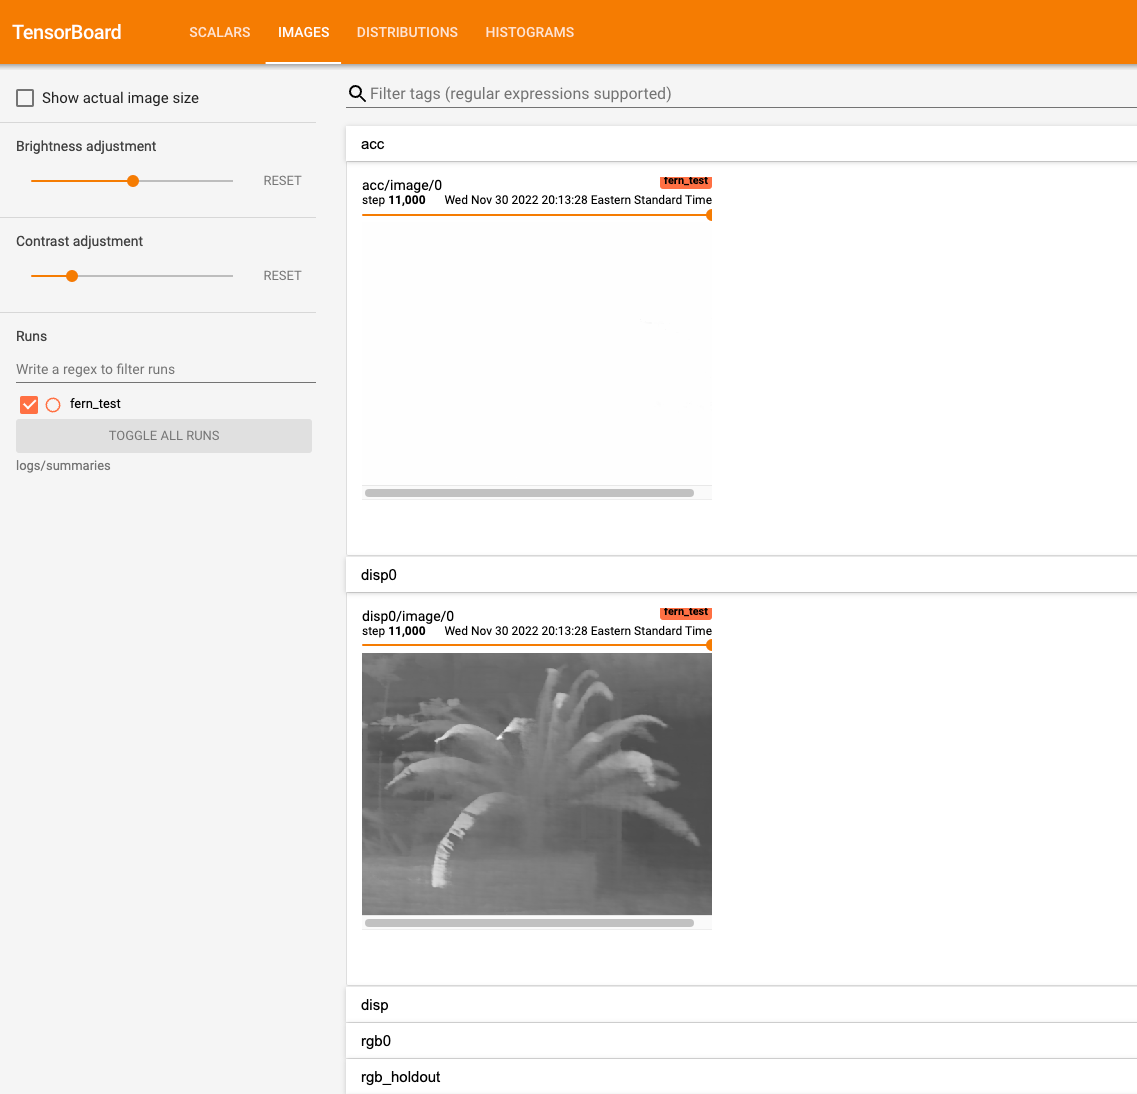 TensorBoard SCALARS IMAGES DISTRIBUTIONS HISTOGRAMS
Show actual image size
Brightness adjustment
RESET
Contrast adjustment
RESET
Runs
Write a regex to filter runs
fern_test
TOGGLE ALL RUNS
logs/summaries
Filter tags (regular expressions supported)
acc
acc/image/0 fern_test
step 11,000 Wed Nov 30 2022 20:13:28 Eastern Standard Time
disp0
disp0/image/0 fern_test
step 11,000 Wed Nov 30 2022 20:13:28 Eastern Standard Time
disp
rgb0
rgb_holdout